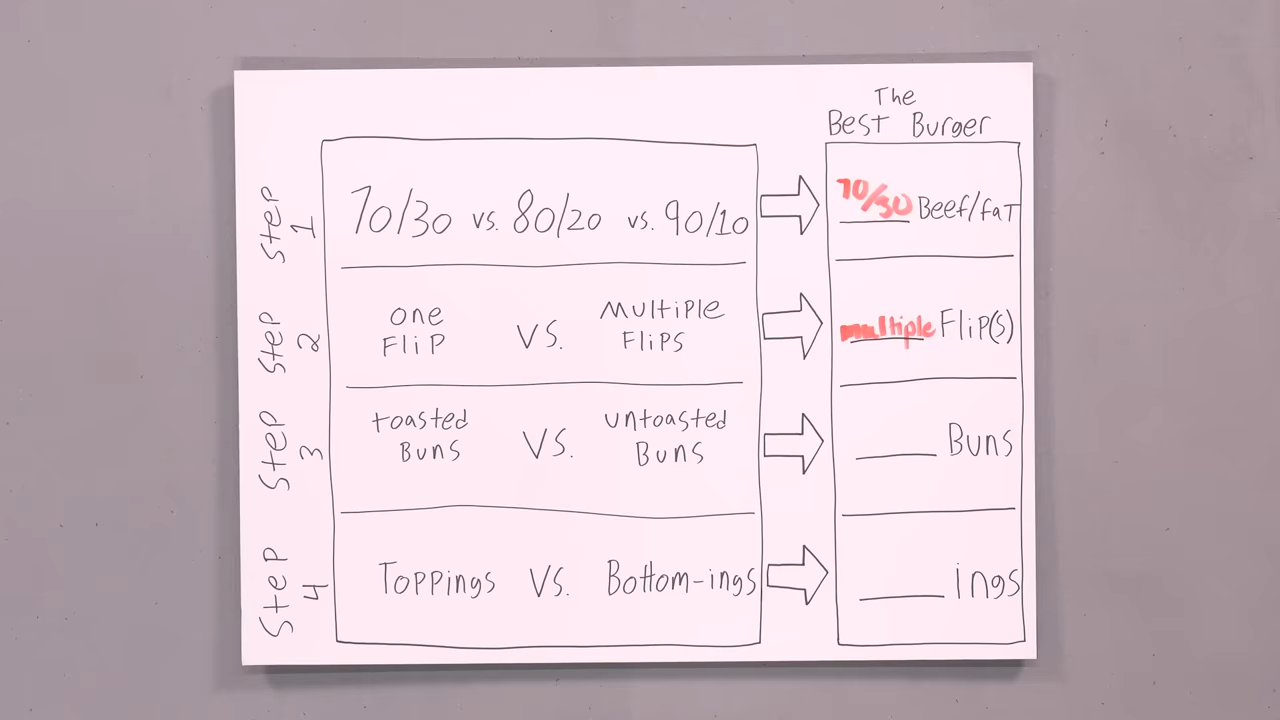 The
Best Burger
Step 1
70/30 vs. 80/20 vs. 90/10
70/30 Beef/fat
Step 2
one Flip
vs.
Multiple Flips
multiple Flip(s)
Step 3
toasted Buns
vs.
untoasted Buns
Buns
Step 4
Toppings vs. Bottom-ings
ings